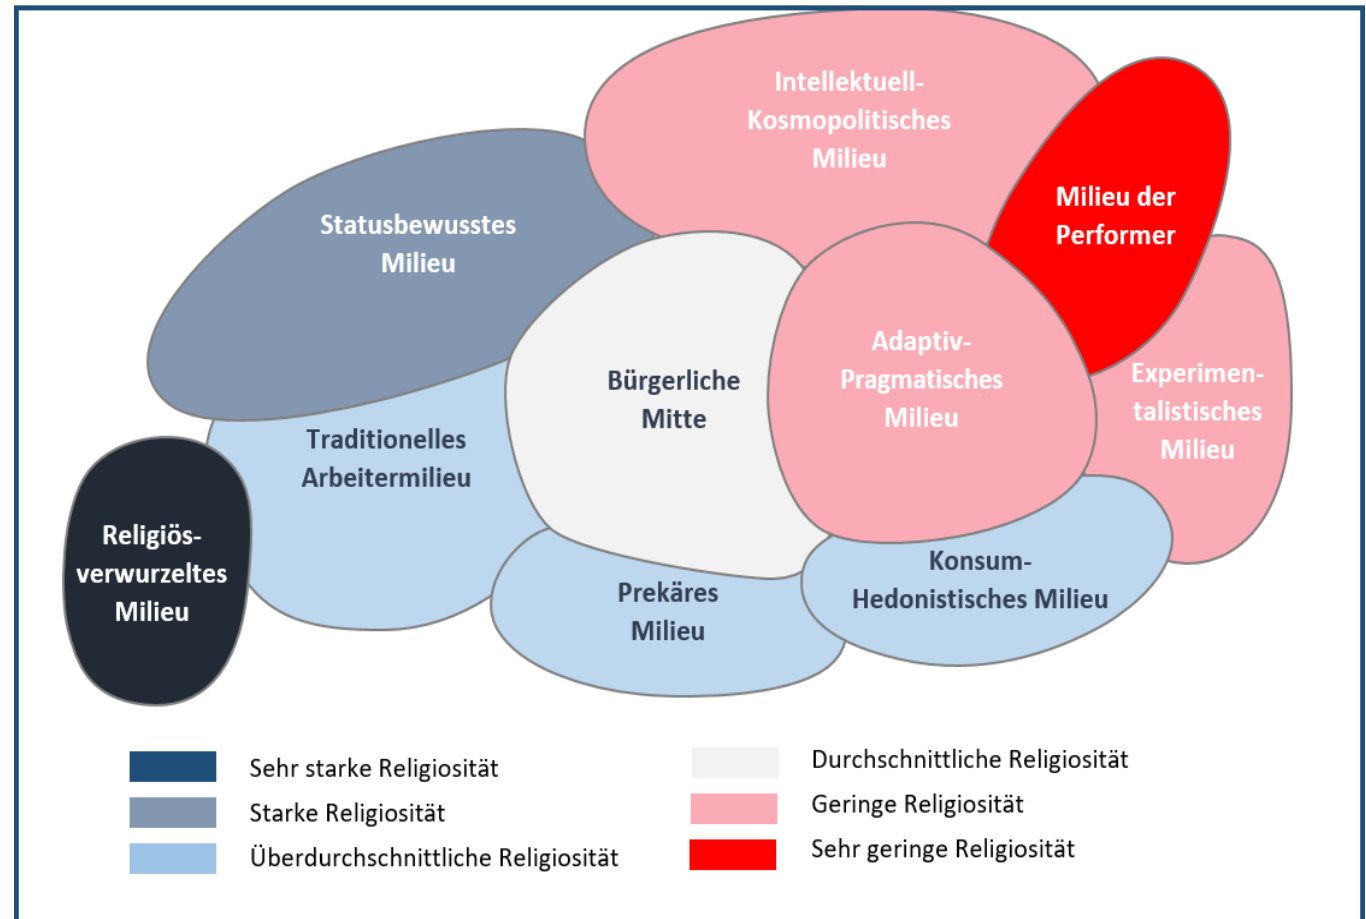 Intellektuell-
Kosmopolitisches
Milieu
Milieu der
Performer
Statusbewusstes
Milieu
Adaptiv-
Pragmatisches
Milieu
Bürgerliche
Mitte
Experimen-
talistisches
Milieu
Traditionelles
Arbeitermilieu
Religiös-
verwurzeltes
Milieu
Prekäres
Milieu
Konsum-
Hedonistisches Milieu
Sehr starke Religiosität
Starke Religiosität
Überdurchschnittliche Religiosität
Durchschnittliche Religiosität
Geringe Religiosität
Sehr geringe Religiosität